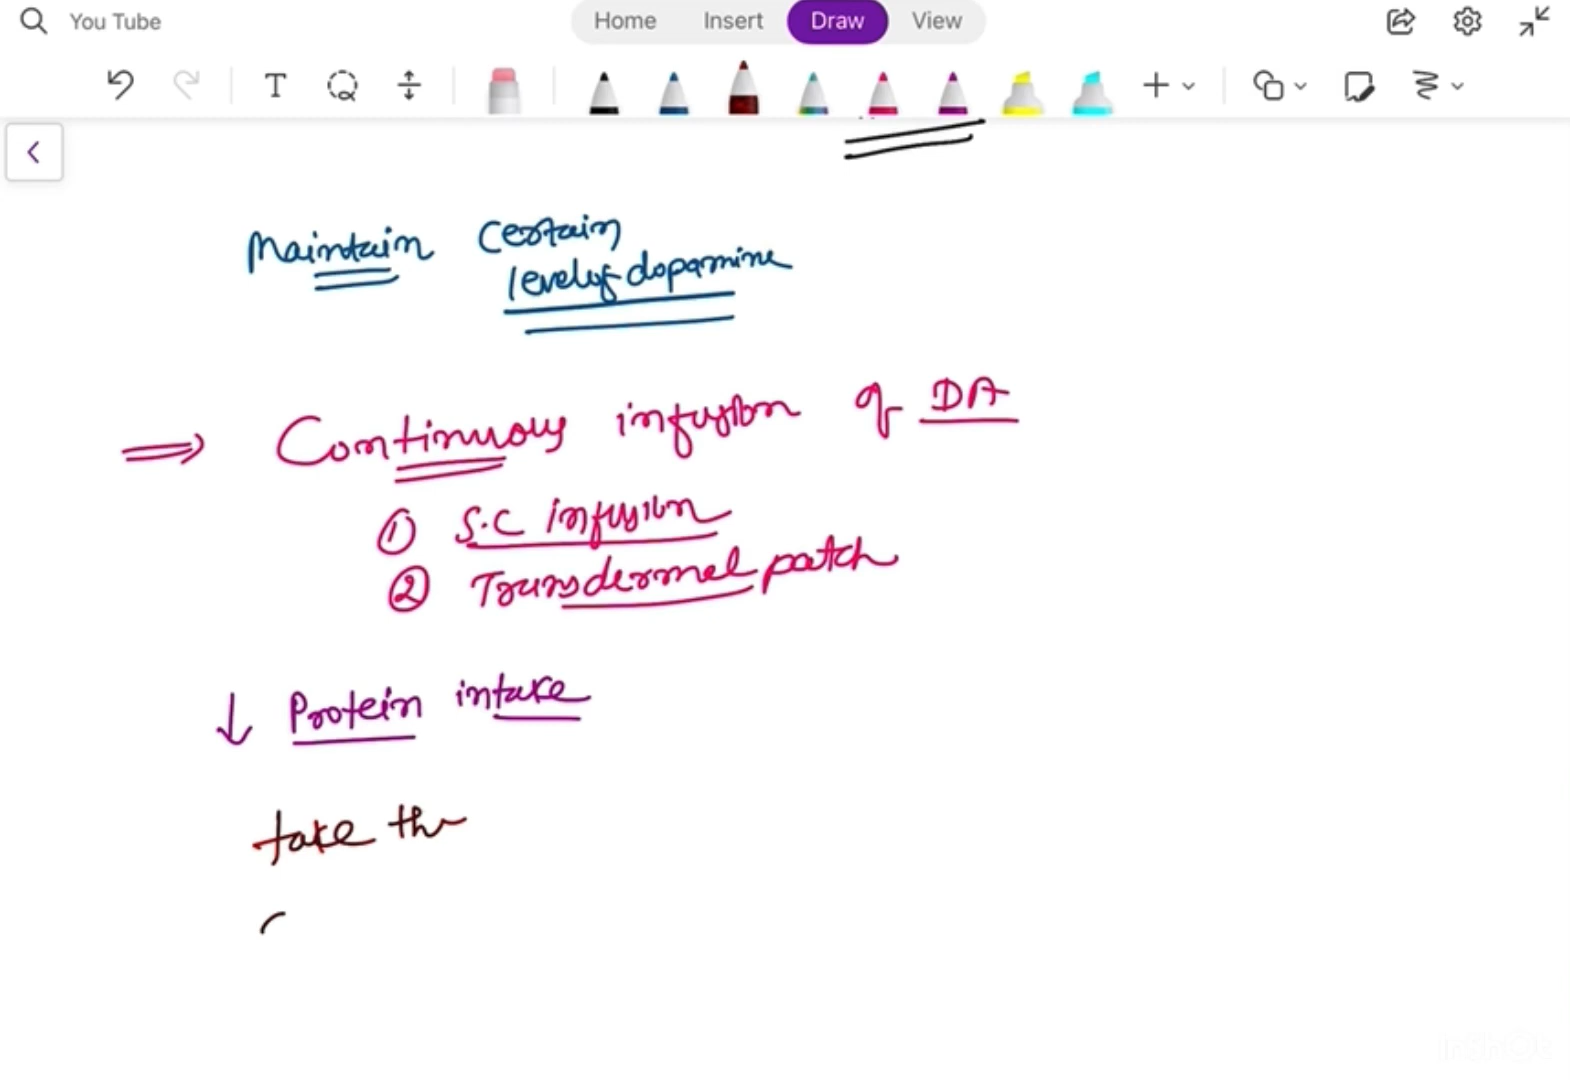 You Tube
Home Insert Draw View
T
Maintain Certain
level of dopamine
⇒ Continuous infusion of DA
① S.C infusion
② Transdermal patch
↓ Protein intake
take the